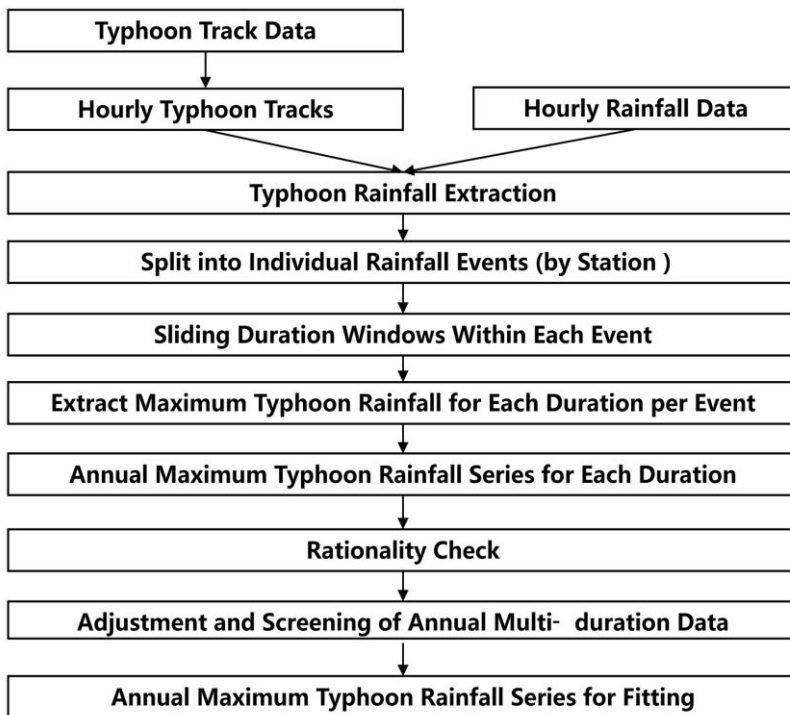 Typhoon Track Data
Hourly Typhoon Tracks
Hourly Rainfall Data
Typhoon Rainfall Extraction
Split into Individual Rainfall Events (by Station )
Sliding Duration Windows Within Each Event
Extract Maximum Typhoon Rainfall for Each Duration per Event
Annual Maximum Typhoon Rainfall Series for Each Duration
Rationality Check
Adjustment and Screening of Annual Multi- duration Data
Annual Maximum Typhoon Rainfall Series for Fitting